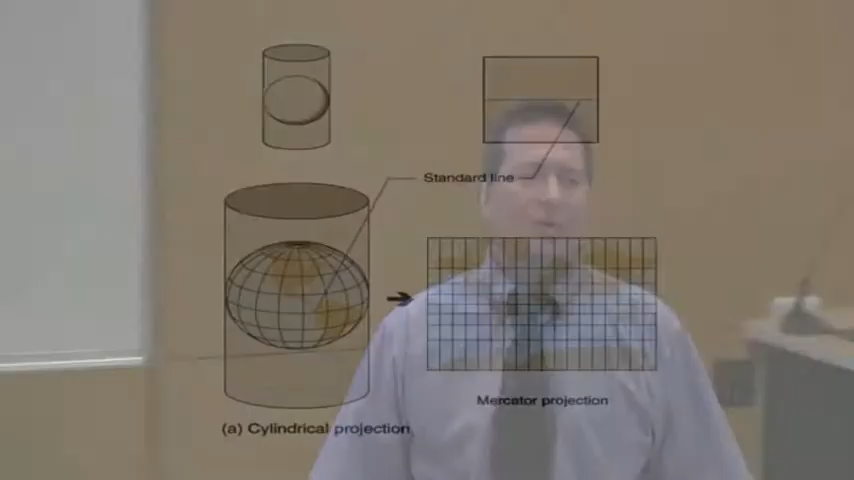 Standard line
Mercator projection
(a) Cylindrical projection